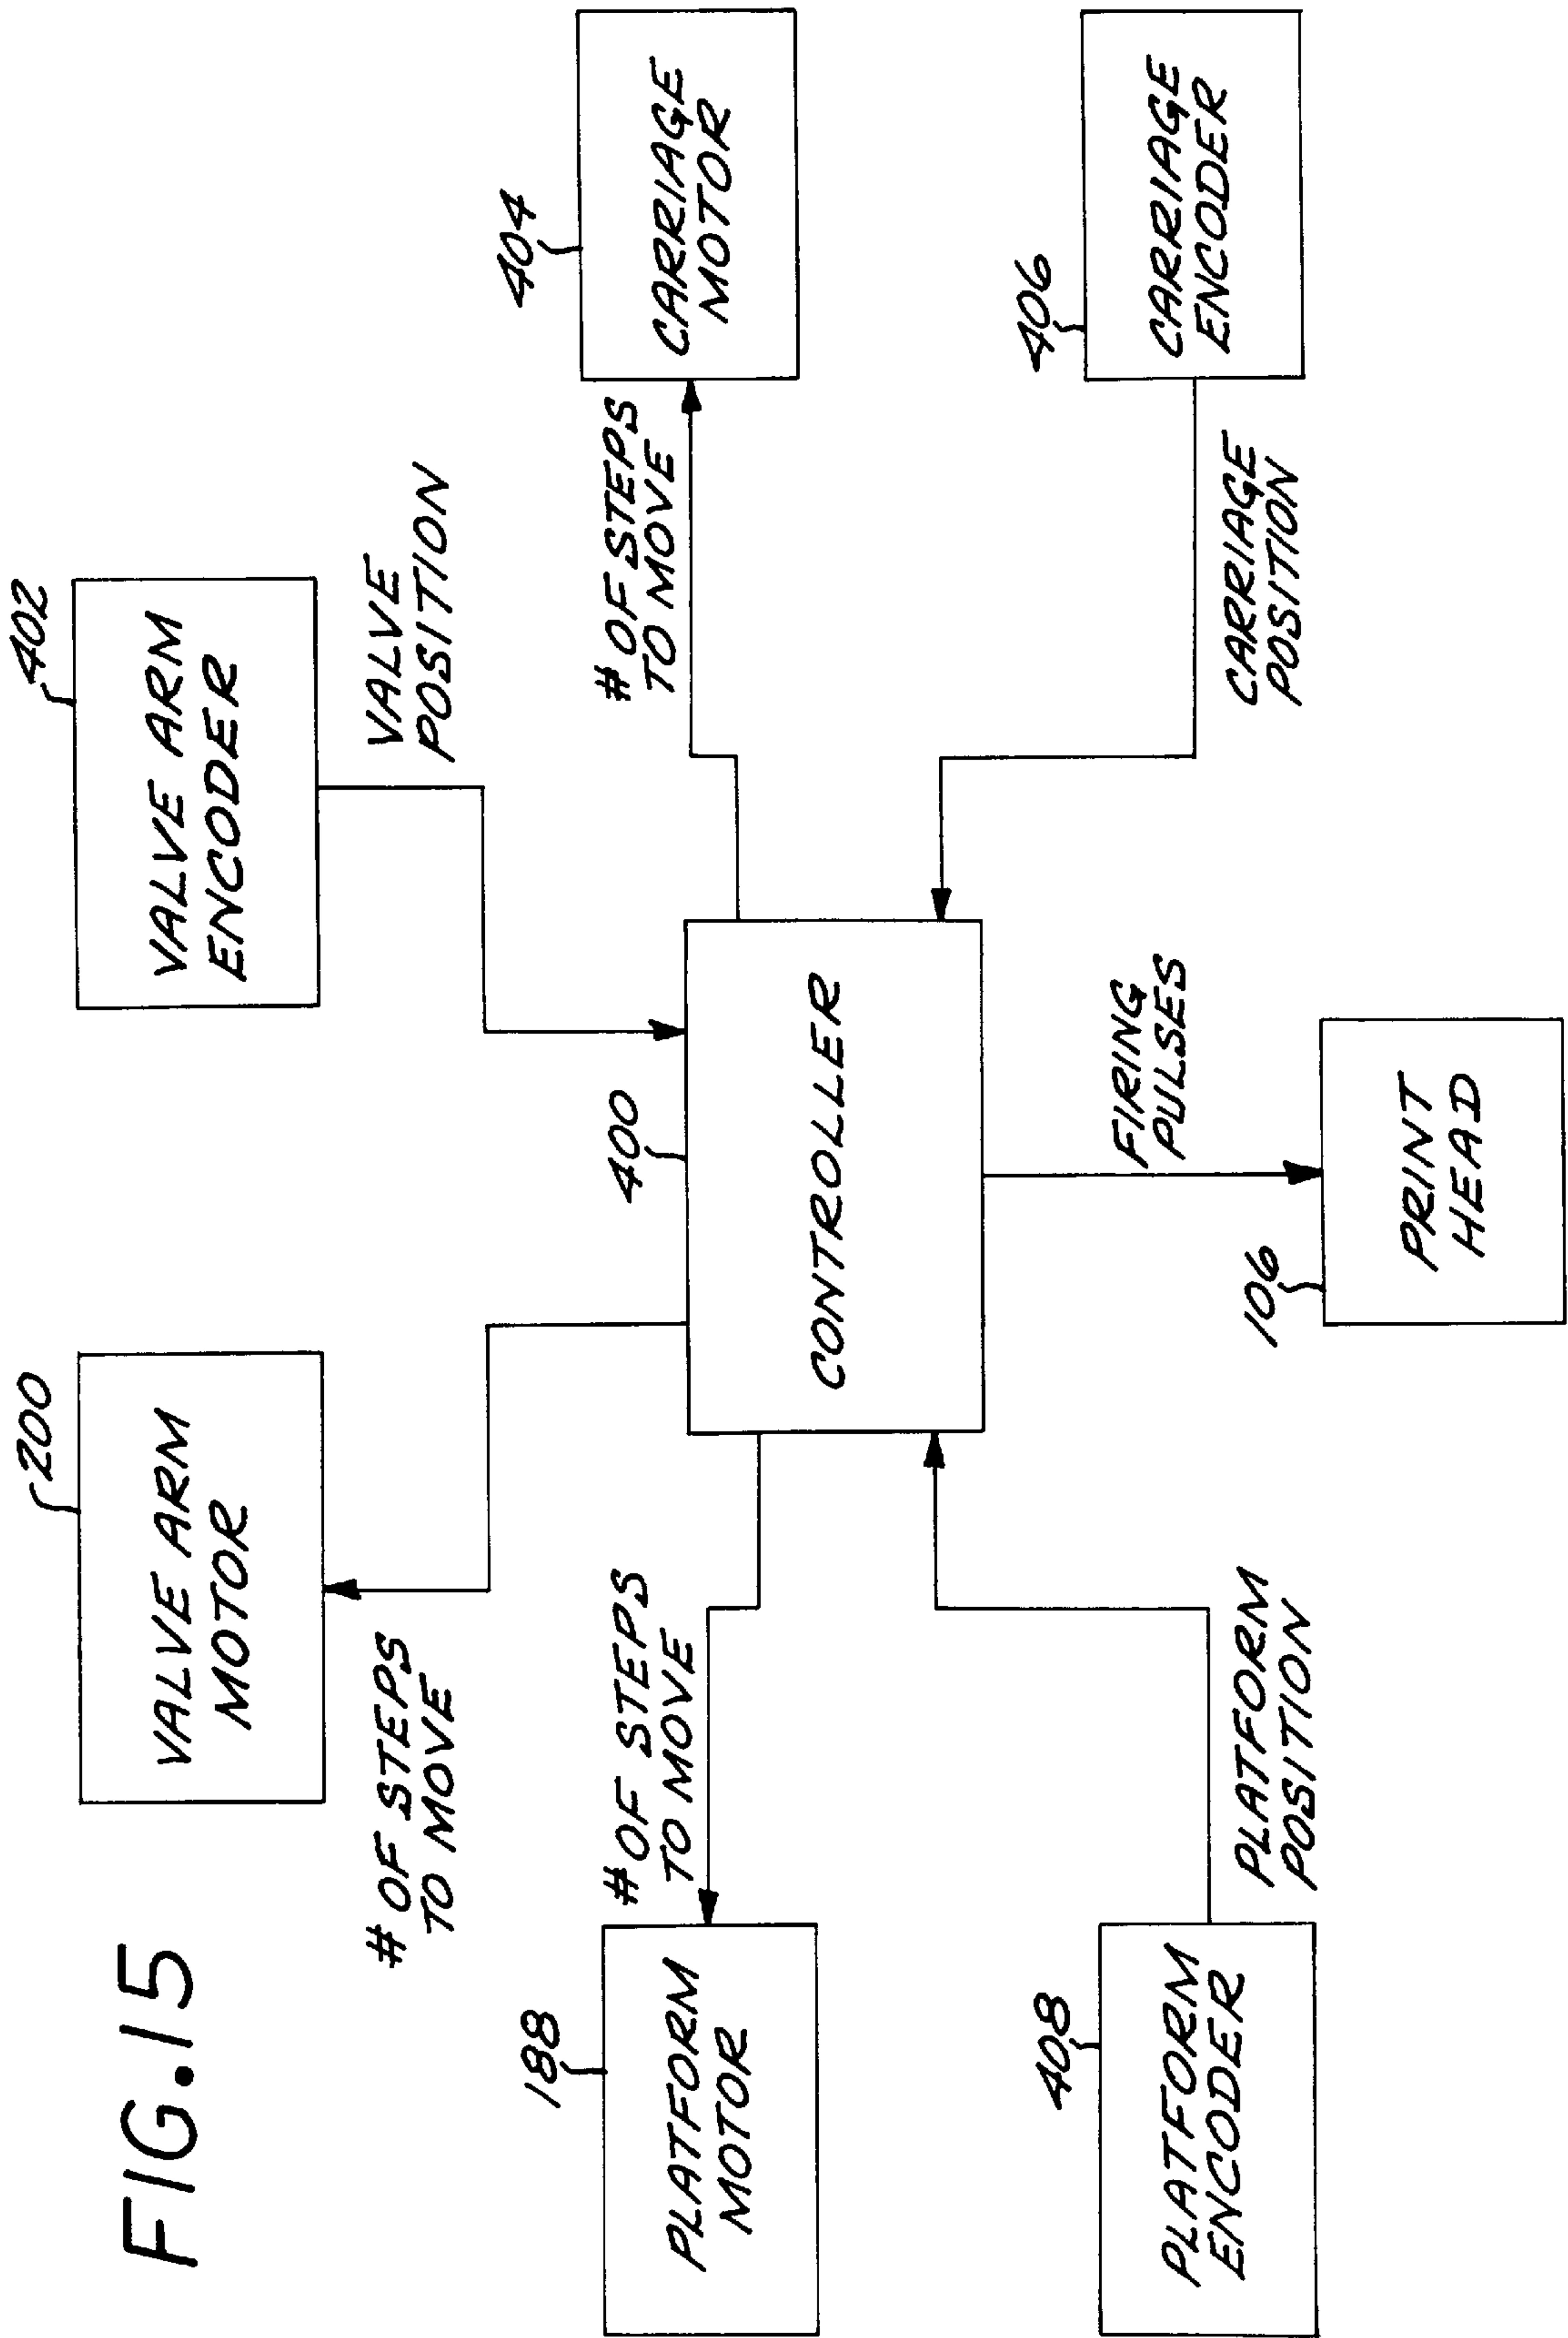 FIG.15
200
VALVE ARM
MOTOR
# OF STEPS
TO MOVE
402
VALVE ARM
ENCODER
VALVE
POSITION
188
PLATFORM
MOTOR
# OF STEPS
TO MOVE
400
CONTROLLER
# OF STEPS
TO MOVE
404
CARRIAGE
MOTOR
408
PLATFORM
ENCODER
PLATFORM
POSITION
106
PRINT
HEAD
FIRING
PULSES
CARRIAGE
POSITION
406
CARRIAGE
ENCODER